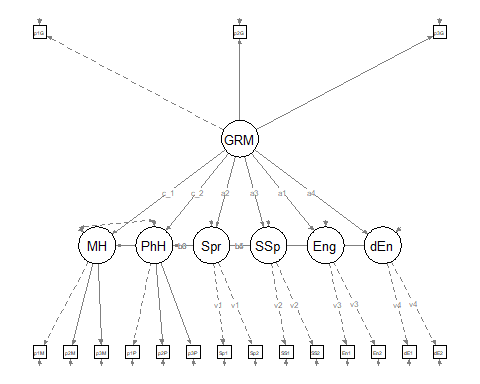 p1G p2G p3G
GRM
c_1 c_2 a2 a3 a1 a4
MH PhH Spr SSp Eng dEn
v1 v1 v2 v2 v3 v3 v4 v4
p1M p2M p3M p1P p2P p3P Sp1 Sp2 SS1 SS2 En1 En2 dE1 dE2